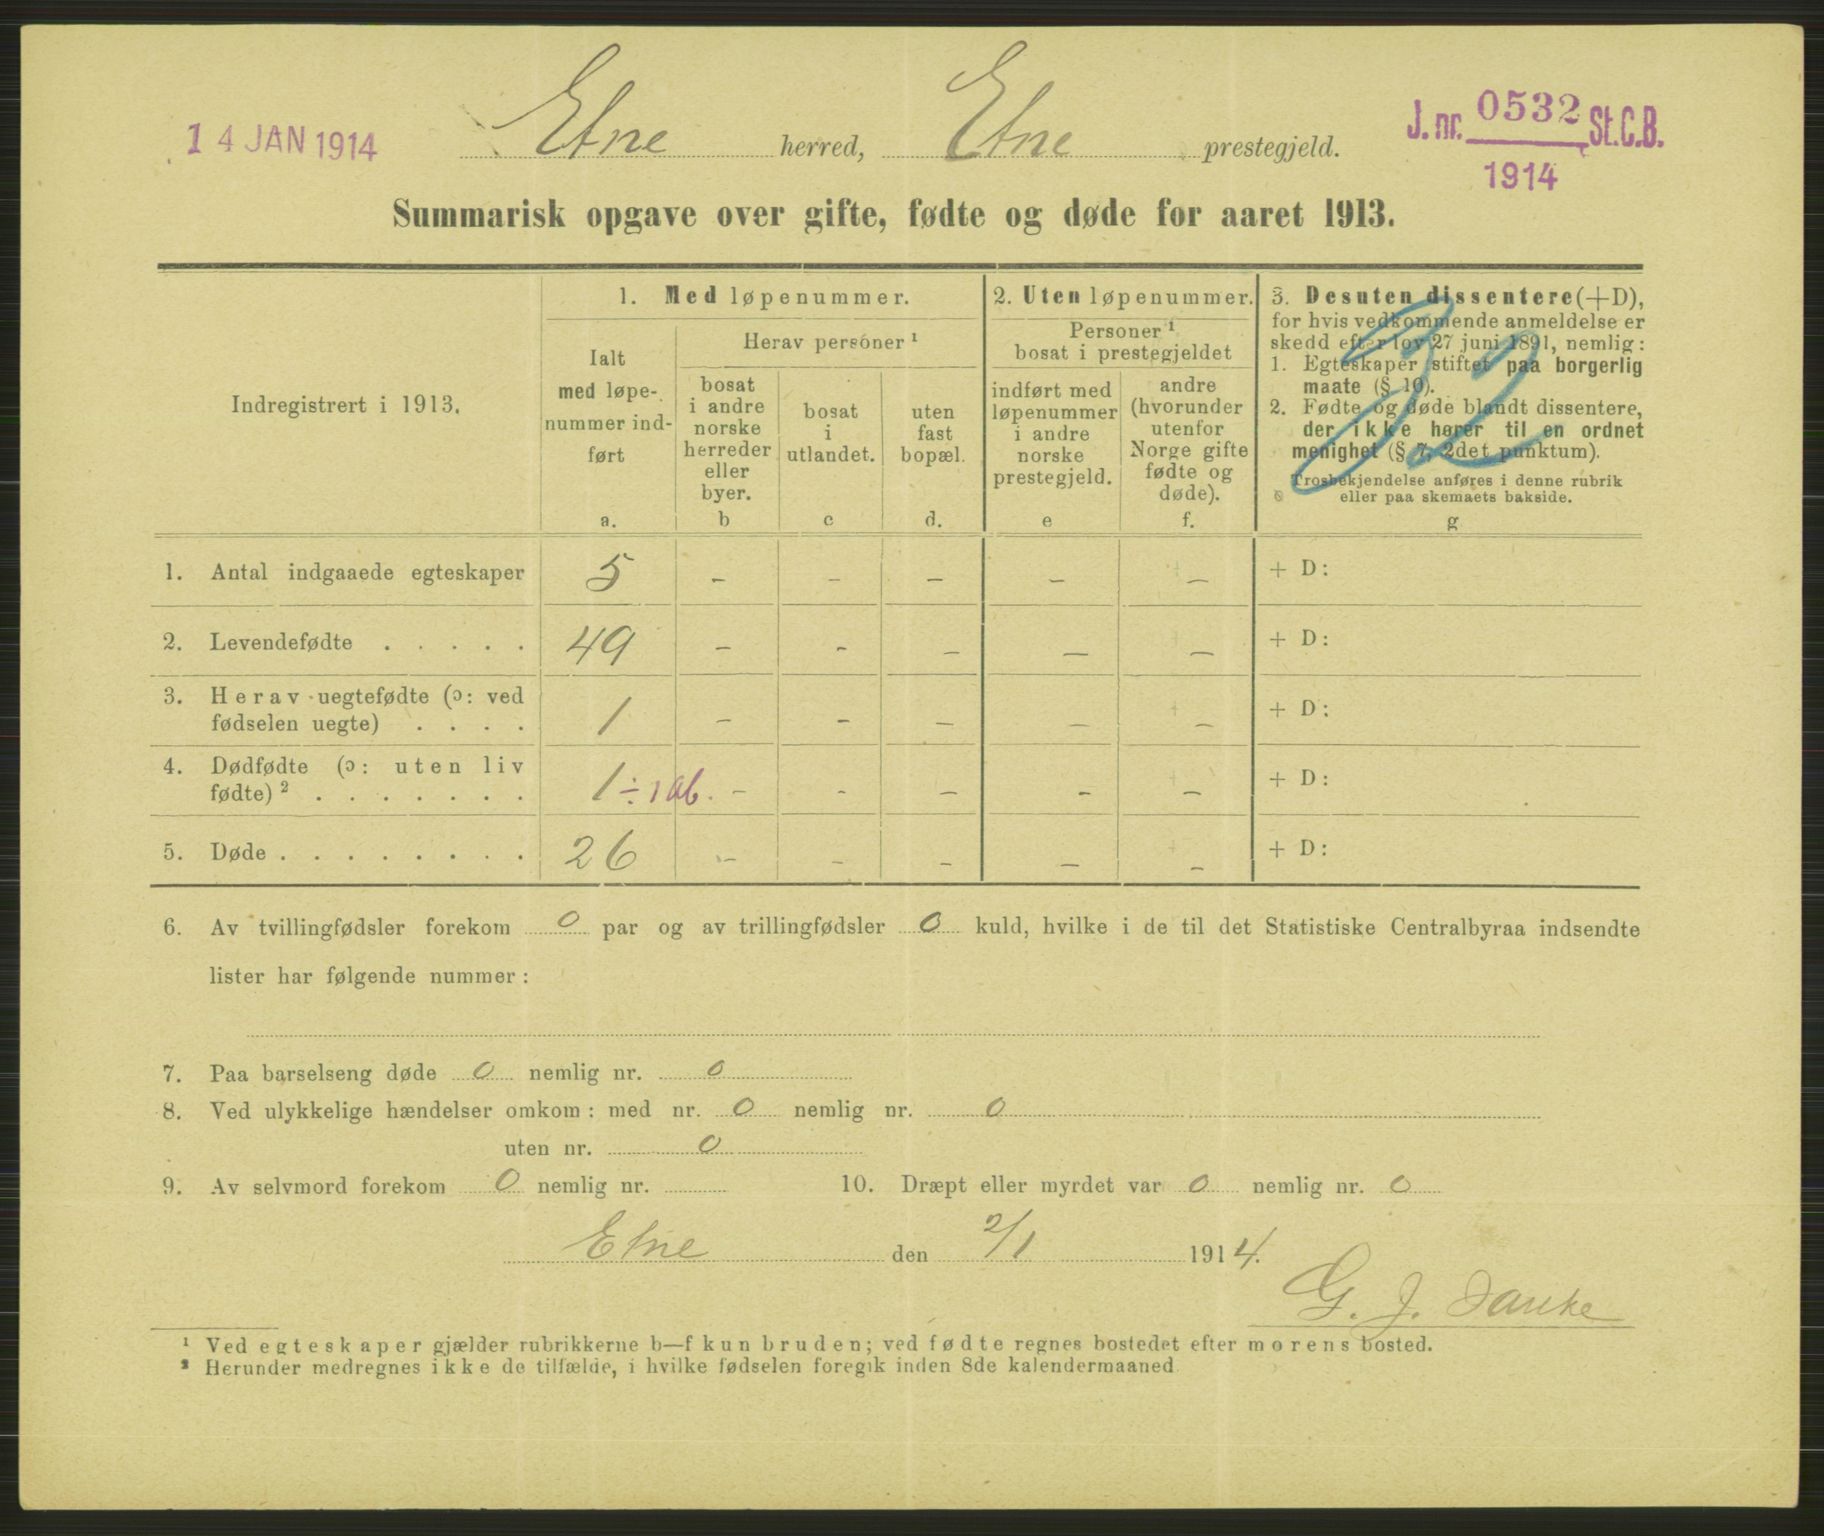 14 JAN 1914
Etne herred, Etne prestegjeld.
J. nr. 0532 St.C.B.
1914
Summarisk opgave over gifte, fødte og døde for aaret 1913.
Indregistrert i 1913.
1. Med løpenummer.
Ialt
med løpe-
nummer ind-
ført
a.
Herav personer ¹
bosat
i andre
norske
herreder
eller
byer.
b
bosat
i
utlandet.
c
uten
fast
bopæl.
d.
2. Uten løpenummer.
Personer ¹
bosat i prestegjeldet
indført med
løpenummer
i andre
norske
prestegjeld.
e
andre
(hvorunder
utenfor
Norge gifte
fødte og
døde).
f.
3. Desuten dissentere (+D),
for hvis vedkommende anmeldelse er
skedd efter lov 27 juni 1891, nemlig:
1. Egteskaper stiftet paa borgerlig
maate (§ 10).
2. Fødte og døde blandt dissentere,
der ikke hører til en ordnet
menighet (§ 7, 2det punktum).
Trosbekjendelse anføres i denne rubrik
eller paa skemaets bakside.
g
1. Antal indgaaede egteskaper 5 – – – – – + D:
2. Levendefødte . . . . . 49 – – – – – + D:
3. Herav uegtefødte (ɔ: ved
fødselen uegte) . . . . 1 – – – – – + D:
4. Dødfødte (ɔ: uten liv
fødte) ² . . . . . . . 1 ÷ 1 ab. – – – – – + D:
5. Døde . . . . . . . . 26 – – – – – + D:
6. Av tvillingfødsler forekom 0 par og av trillingfødsler 0 kuld, hvilke i de til det Statistiske Centralbyraa indsendte
lister har følgende nummer:
7. Paa barselseng døde 0 nemlig nr. 0
8. Ved ulykkelige hændelser omkom: med nr. 0 nemlig nr. 0
uten nr. 0
9. Av selvmord forekom 0 nemlig nr. 10. Dræpt eller myrdet var 0 nemlig nr. 0
Etne den 2/1 1914.
G. J.
¹ Ved egteskaper gjælder rubrikkerne b—f kun bruden; ved fødte regnes bostedet efter morens bosted.
² Herunder medregnes ikke de tilfælde, i hvilke fødselen foregik inden 8de kalendermaaned